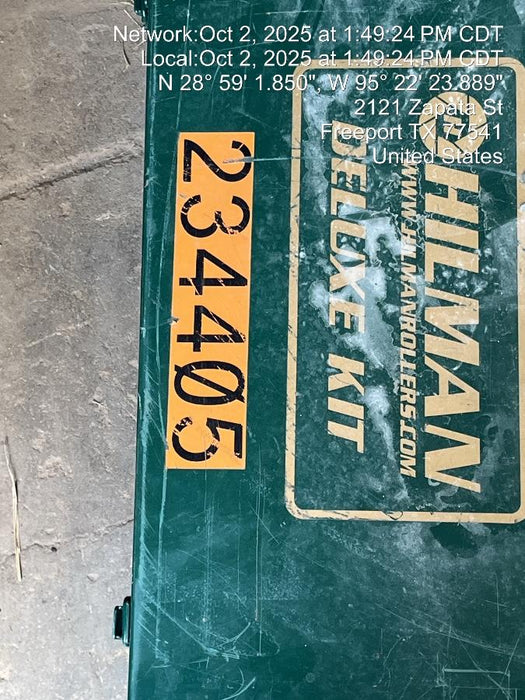 Network:Oct 2, 2025 at 1:49:24 PM CDT
Local:Oct 2, 2025 at 1:49:24 PM CDT
N 28° 59' 1.850", W 95° 22' 23.889"
2121 Zapata St
Freeport TX 77541
United States
HILMAN
WWW.HILMANROLLERS.COM
DELUXE KIT
2344Ø5